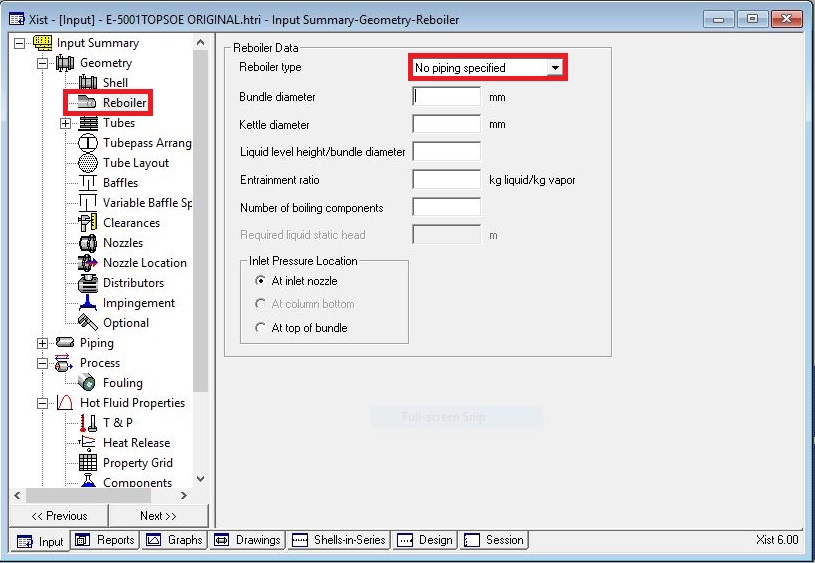 Xist - [Input] - E-5001TOPSOE ORIGINAL.htri - Input Summary-Geometry-Reboiler
Input Summary
Geometry
Shell
Reboiler
Tubes
Tubepass Arrang
Tube Layout
Baffles
Variable Baffle Sp
Clearances
Nozzles
Nozzle Location
Distributors
Impingement
Optional
Piping
Process
Fouling
Hot Fluid Properties
T & P
Heat Release
Property Grid
Components
<< Previous
Next >>
Reboiler Data
Reboiler type
No piping specified
Bundle diameter
mm
Kettle diameter
mm
Liquid level height/bundle diameter
Entrainment ratio
kg liquid/kg vapor
Number of boiling components
Required liquid static head
m
Inlet Pressure Location
At inlet nozzle
At column bottom
At top of bundle
Full-screen Snip
Input
Reports
Graphs
Drawings
Shells-in-Series
Design
Session
Xist 6.00